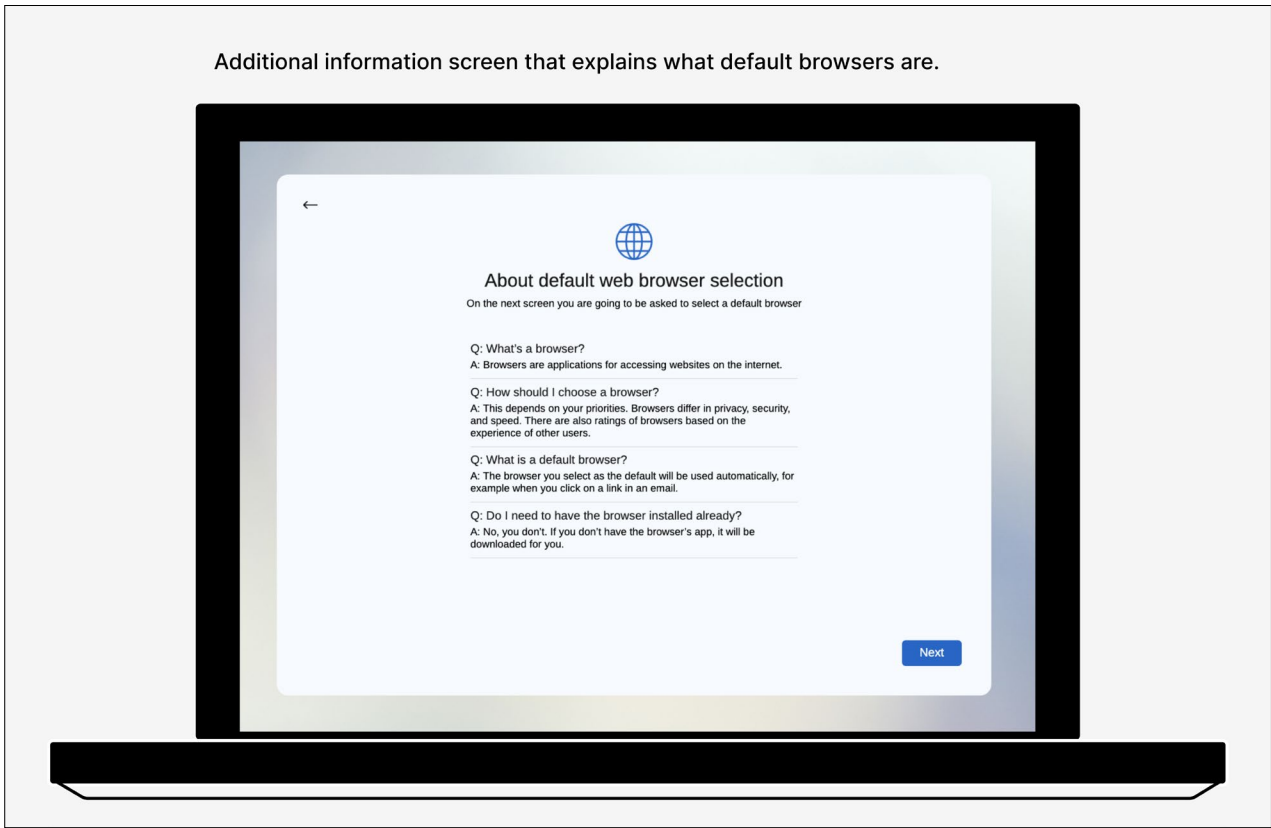 Additional information screen that explains what default browsers are.
About default web browser selection
On the next screen you are going to be asked to select a default browser
Q: What's a browser?
A: Browsers are applications for accessing websites on the internet.
Q: How should I choose a browser?
A: This depends on your priorities. Browsers differ in privacy, security,
and speed. There are also ratings of browsers based on the
experience of other users.
Q: What is a default browser?
A: The browser you select as the default will be used automatically, for
example when you click on a link in an email.
Q: Do I need to have the browser installed already?
A: No, you don't. If you don't have the browser's app, it will be
downloaded for you.
Next